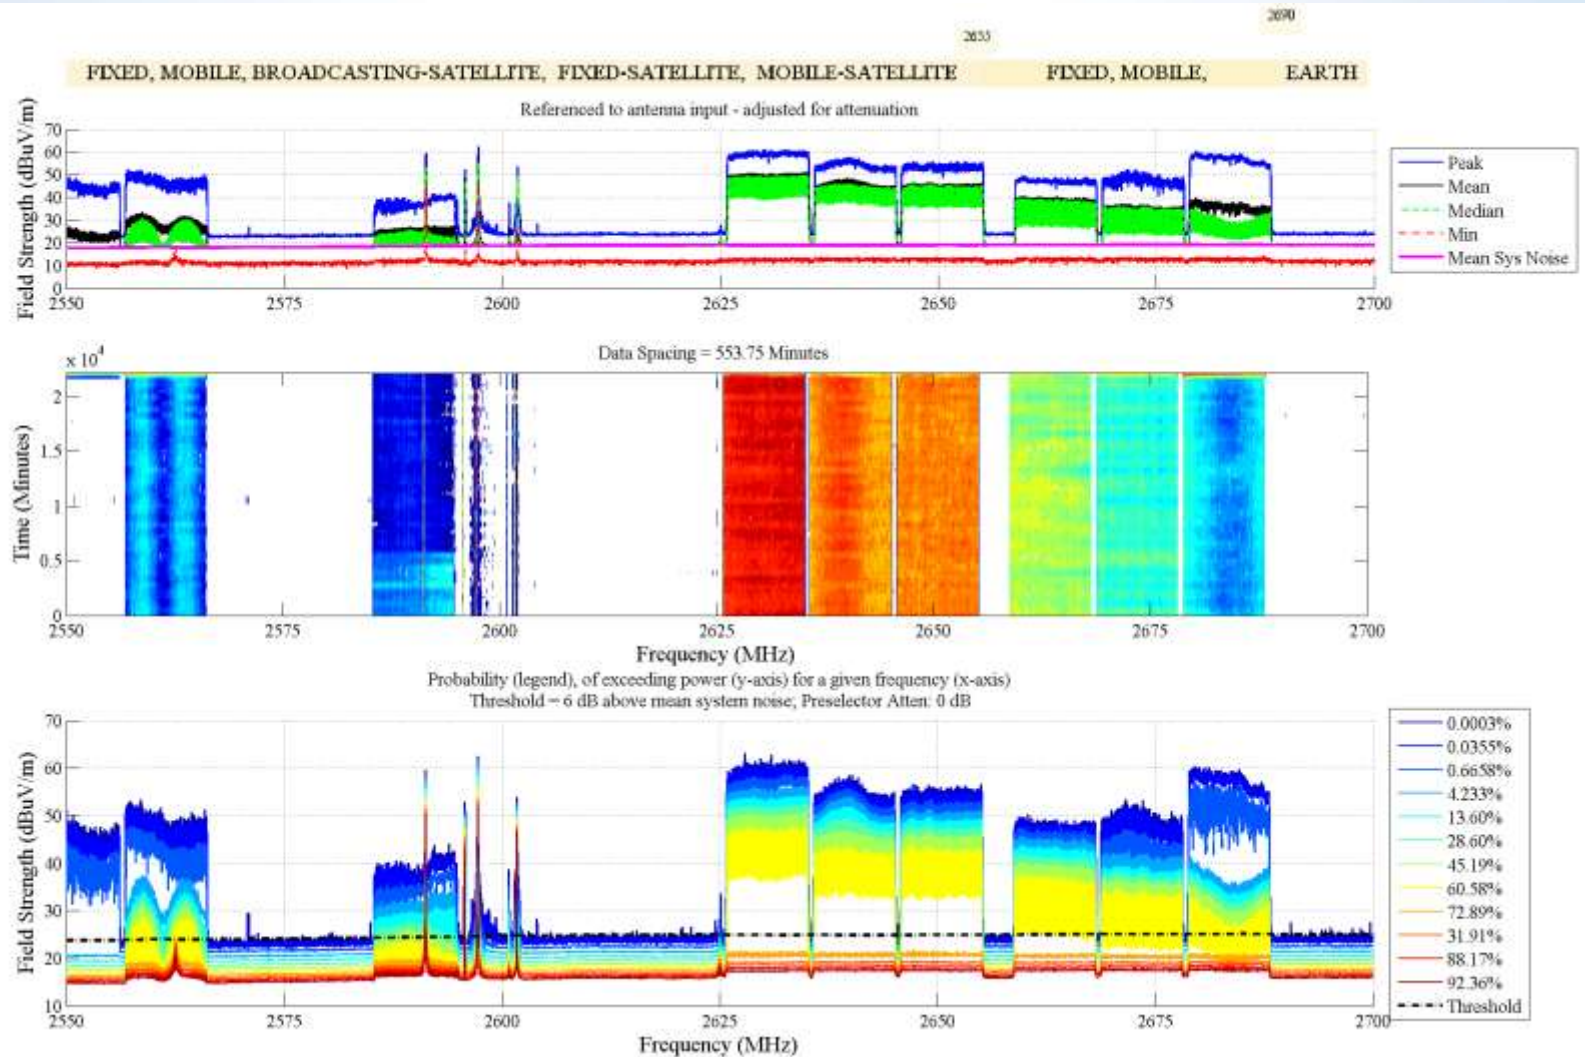 2690
2655
FIXED, MOBILE, BROADCASTING-SATELLITE, FIXED-SATELLITE, MOBILE-SATELLITE FIXED, MOBILE, EARTH
Referenced to antenna input - adjusted for attenuation
Field Strength (dBuV/m)
70
60
50
40
30
20
10
0
2550 2575 2600 2625 2650 2675 2700
Peak
Mean
Median
Min
Mean Sys Noise
x 10^4
Data Spacing = 553.75 Minutes
Time (Minutes)
2
1.5
1
0.5
0
2550 2575 2600 2625 2650 2675 2700
Frequency (MHz)
Probability (legend), of exceeding power (y-axis) for a given frequency (x-axis)
Threshold = 6 dB above mean system noise; Preselector Atten: 0 dB
Field Strength (dBuV/m)
70
60
50
40
30
20
10
2550 2575 2600 2625 2650 2675 2700
Frequency (MHz)
0.0003%
0.0355%
0.6658%
4.233%
13.60%
28.60%
45.19%
60.58%
72.89%
31.91%
88.17%
92.36%
Threshold